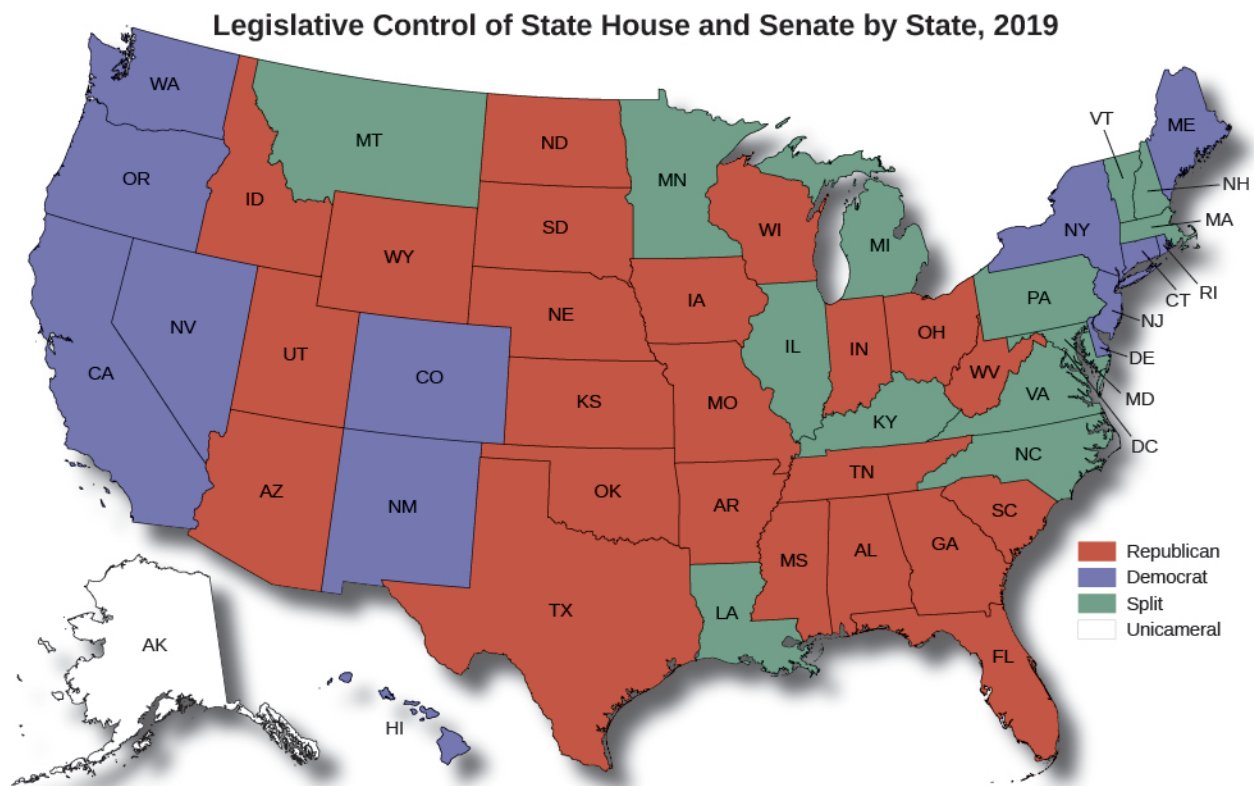 Legislative Control of State House and Senate by State, 2019
WA
MT
ND
MN
VT
ME
OR
ID
SD
WI
MI
NY
NH
MA
WY
IA
PA
CT
RI
NV
NE
IL
IN
OH
NJ
UT
CO
DE
CA
KS
MO
WV
VA
MD
KY
DC
NC
AZ
NM
OK
AR
TN
SC
MS
AL
GA
TX
LA
FL
AK
HI
Republican
Democrat
Split
Unicameral